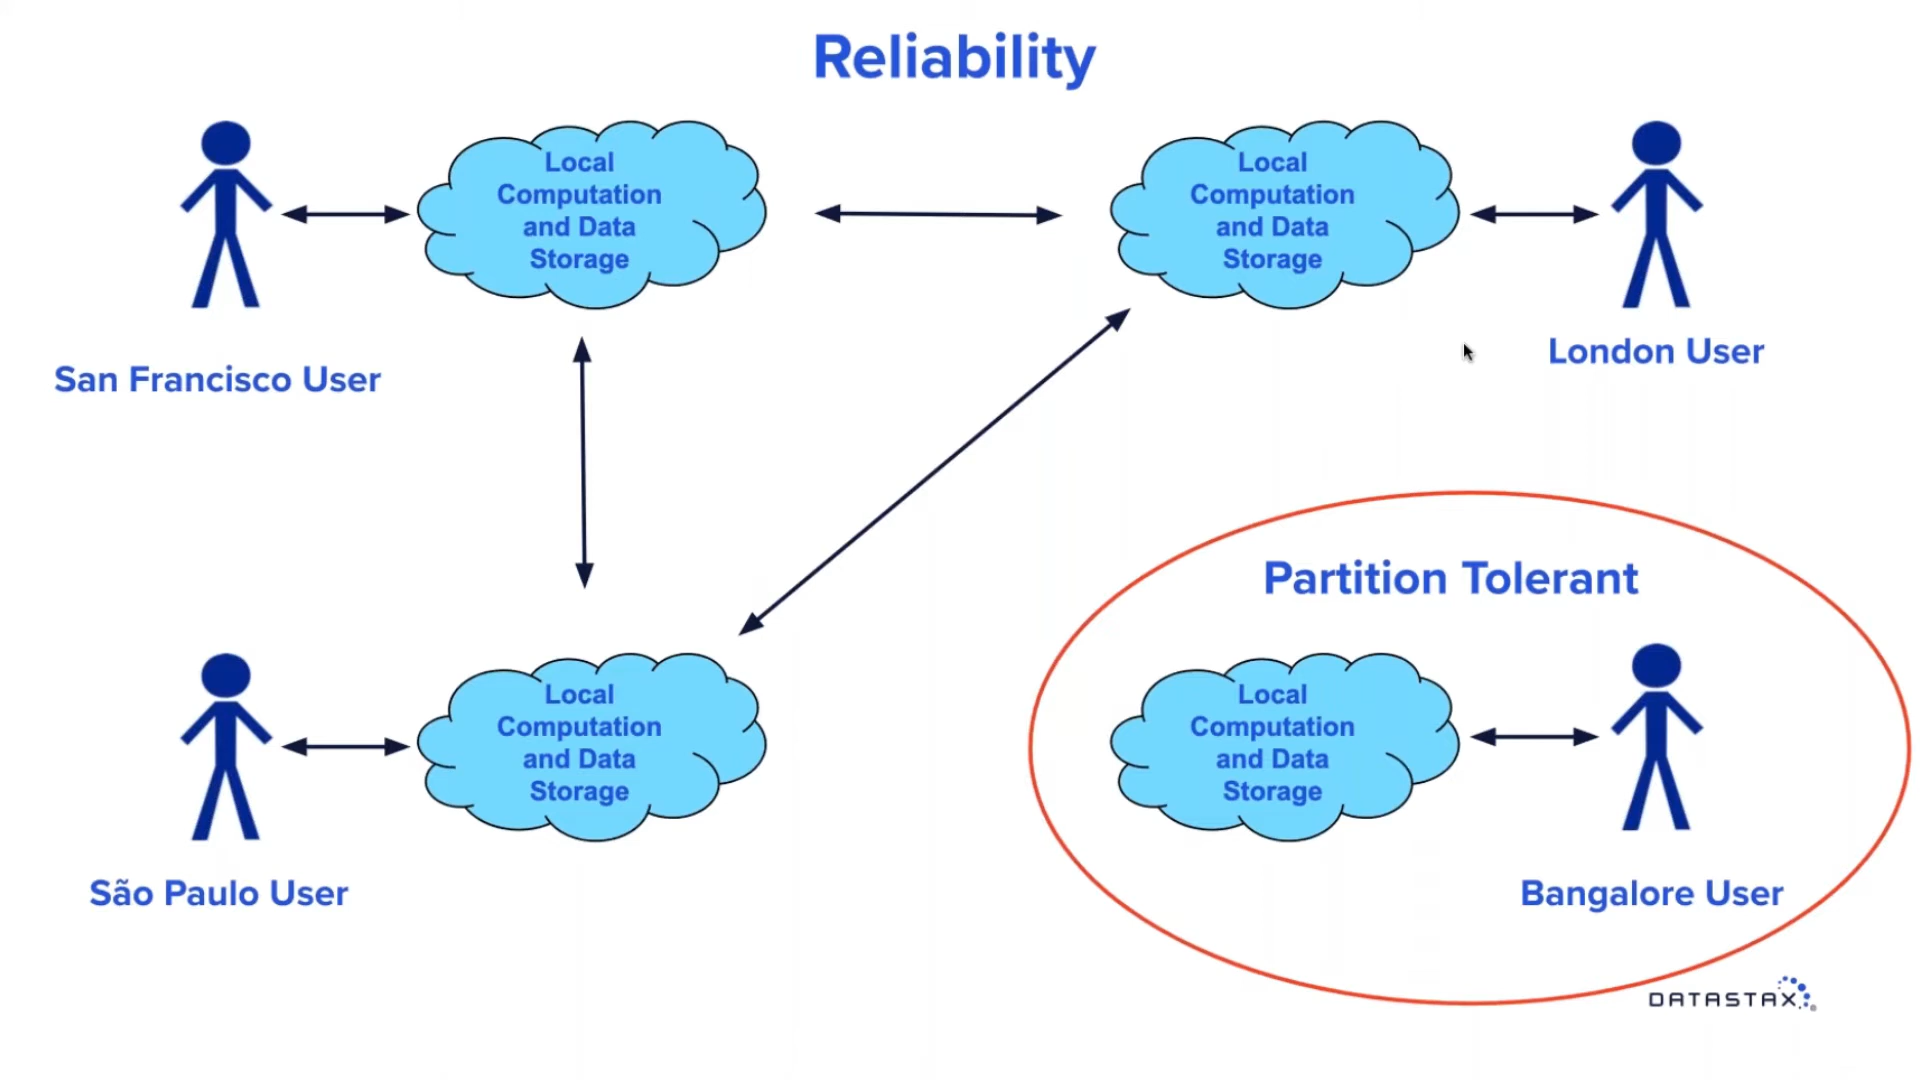 Reliability
Local
Computation
and Data
Storage
Local
Computation
and Data
Storage
San Francisco User
London User
Partition Tolerant
Local
Computation
and Data
Storage
Local
Computation
and Data
Storage
São Paulo User
Bangalore User
DATASTAX